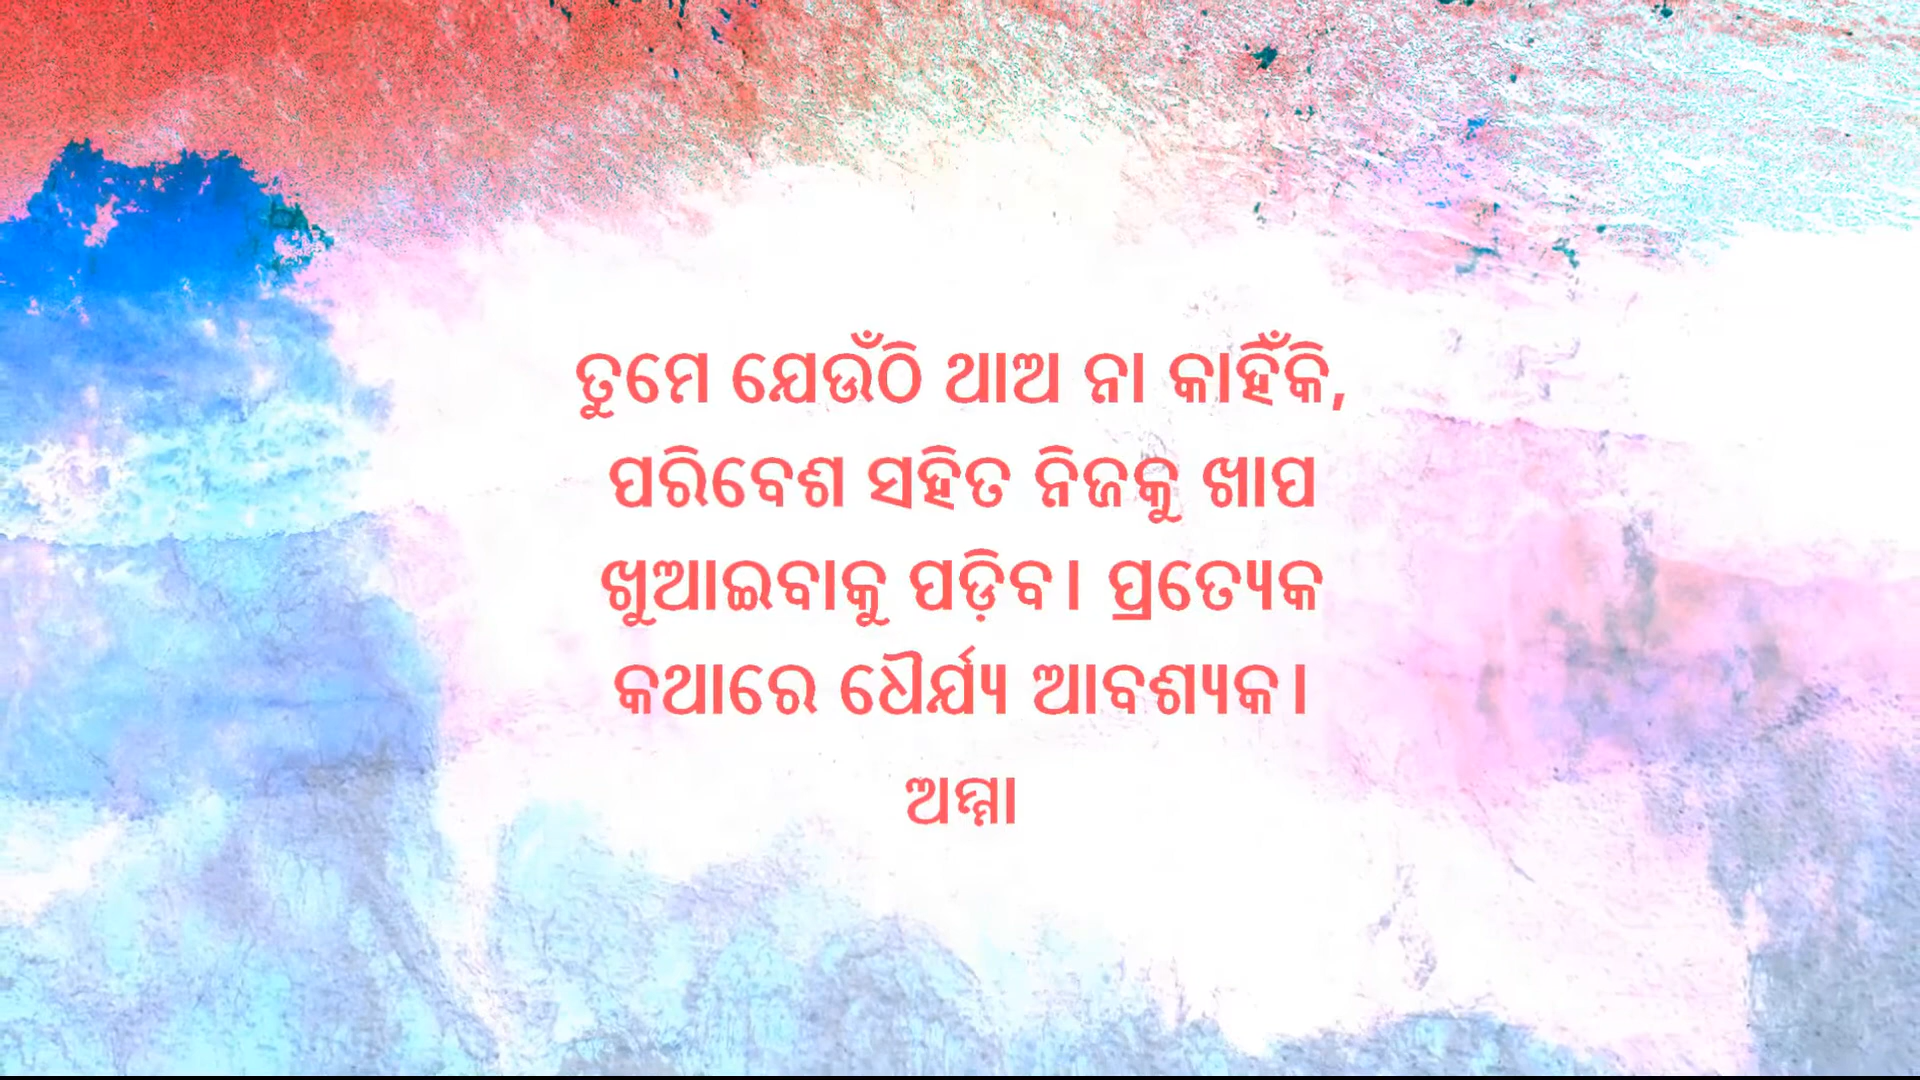 ତୁମେ ଯେଉଁଠି ଥାଅ ନା କାହିଁକି,
ପରିବେଶ ସହିତ ନିଜକୁ ଖାପ
ଖୁଆଇବାକୁ ପଡ଼ିବ। ପ୍ରତ୍ୟେକ
କଥାରେ ଧୈର୍ଯ୍ୟ ଆବଶ୍ୟକ।
ଅମ୍ମା